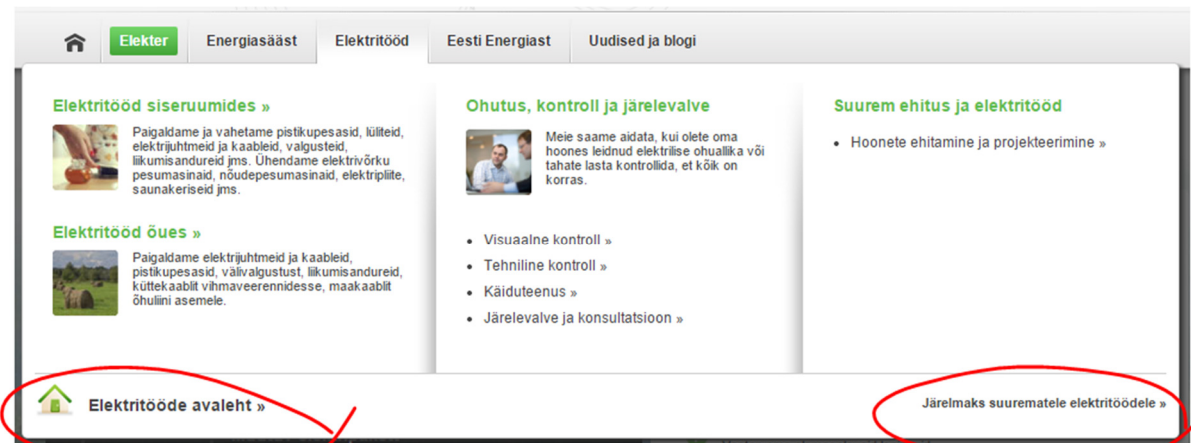 Elekter
Energiasääst
Elektritööd
Eesti Energiast
Uudised ja blogi
Elektritööd siseruumides »
Paigaldame ja vahetame pistikupesasid, lüliteid,
elektrijuhtmeid ja kaableid, valgusteid,
liikumisandureid jms. Ühendame elektrivõrku
pesumasinaid, nõudepesumasinaid, elektripliite,
saunakeriseid jms.
Elektritööd õues »
Paigaldame elektrijuhtmeid ja kaableid,
pistikupesasid, välivalgustust, liikumisandureid,
küttekaablit vihmaveerennidesse, maakaablit
õhuliini asemele.
Ohutus, kontroll ja järelevalve
Meie saame aidata, kui olete oma
hoones leidnud elektrilise ohuallika või
tahate lasta kontrollida, et kõik on
korras.
• Visuaalne kontroll »
• Tehniline kontroll »
• Käiduteenus »
• Järelevalve ja konsultatsioon »
Suurem ehitus ja elektritööd
• Hoonete ehitamine ja projekteerimine »
Elektritööde avaleht »
Järelmaks suurematele elektritöödele »